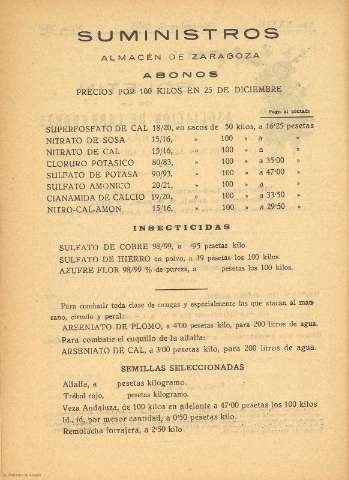 SUMINISTROS
ALMACÉN DE ZARAGOZA
ABONOS
PRECIOS POR 100 KILOS EN 25 DE DICIEMBRE
Pago al contado
SUPERFOSFATO DE CAL 18/20, en sacos de 50 kilos, a 16'25 pesetas
NITRATO DE SOSA 15/16, » 100 » a »
NITRATO DE CAL 15/16, » 100 » a »
CLORURO POTASICO 80/83, » 100 » a 35'00 »
SULFATO DE POTASA 90/93, » 100 » a 47'00 »
SULFATO AMONICO 20/21, » 100 » a »
CIANAMIDA DE CALCIO 19/20, » 100 » a 33'50 »
NITRO-CAL-AMON 15/16, » 100 » a 29'50 »
INSECTICIDAS
SULFATO DE COBRE 98/99, a '95 pesetas kilo
SULFATO DE HIERRO en polvo, a 19 pesetas los 100 kilos.
AZUFRE FLOR 98/99 % de pureza, a pesetas los 100 kilos.
Para combatir toda clase de orugas y especialmente las que atacan al man-
zano, ciruelo y peral:
ARSENIATO DE PLOMO, a 4'00 pesetas kilo, para 200 litros de agua.
Para combatir el cuquillo de la alfalfa:
ARSENIATO DE CAL, a 3'00 pesetas kilo, para 200 litros de agua.
SEMILLAS SELECCIONADAS
Alfalfa, a pesetas kilogramo.
Trébol rojo, pesetas kilogramo.
Veza Andaluza, de 100 kilos en adelante a 47'00 pesetas los 100 kilos
Id., id, por menor cantidad, a 0'50 pesetas kilo.
Remolacha forrajera, a 2'50 kilo.